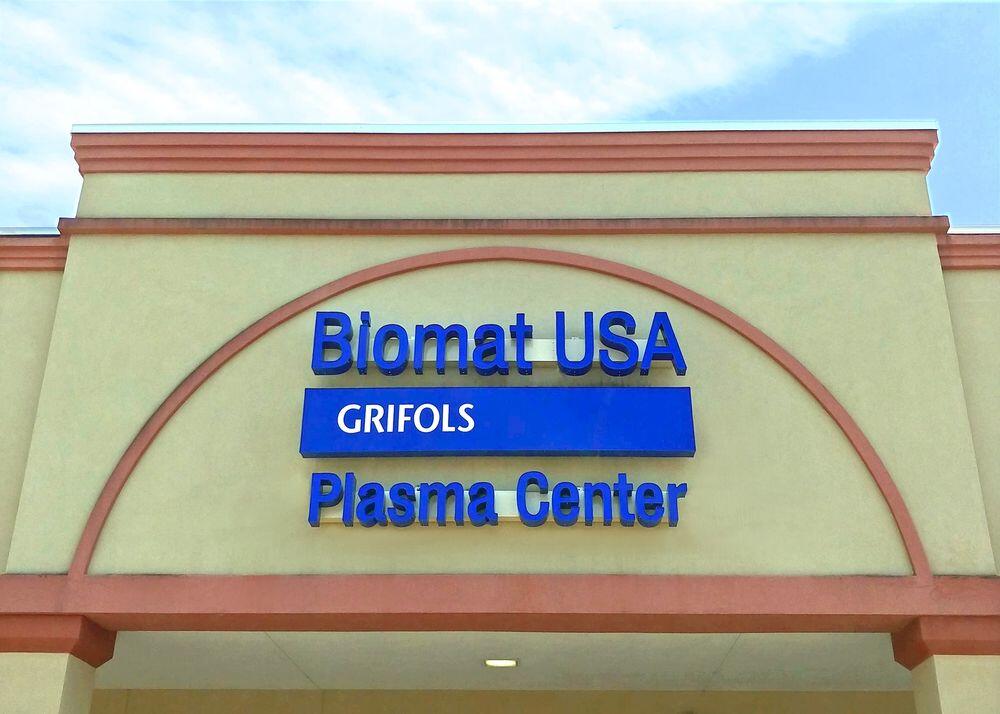 Biomat USA
GRIFOLS
Plasma Center